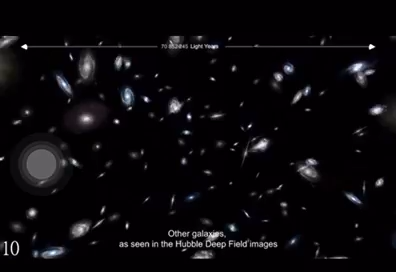 Light Years
Other galaxies,
as seen in the Hubble Deep Field images
10